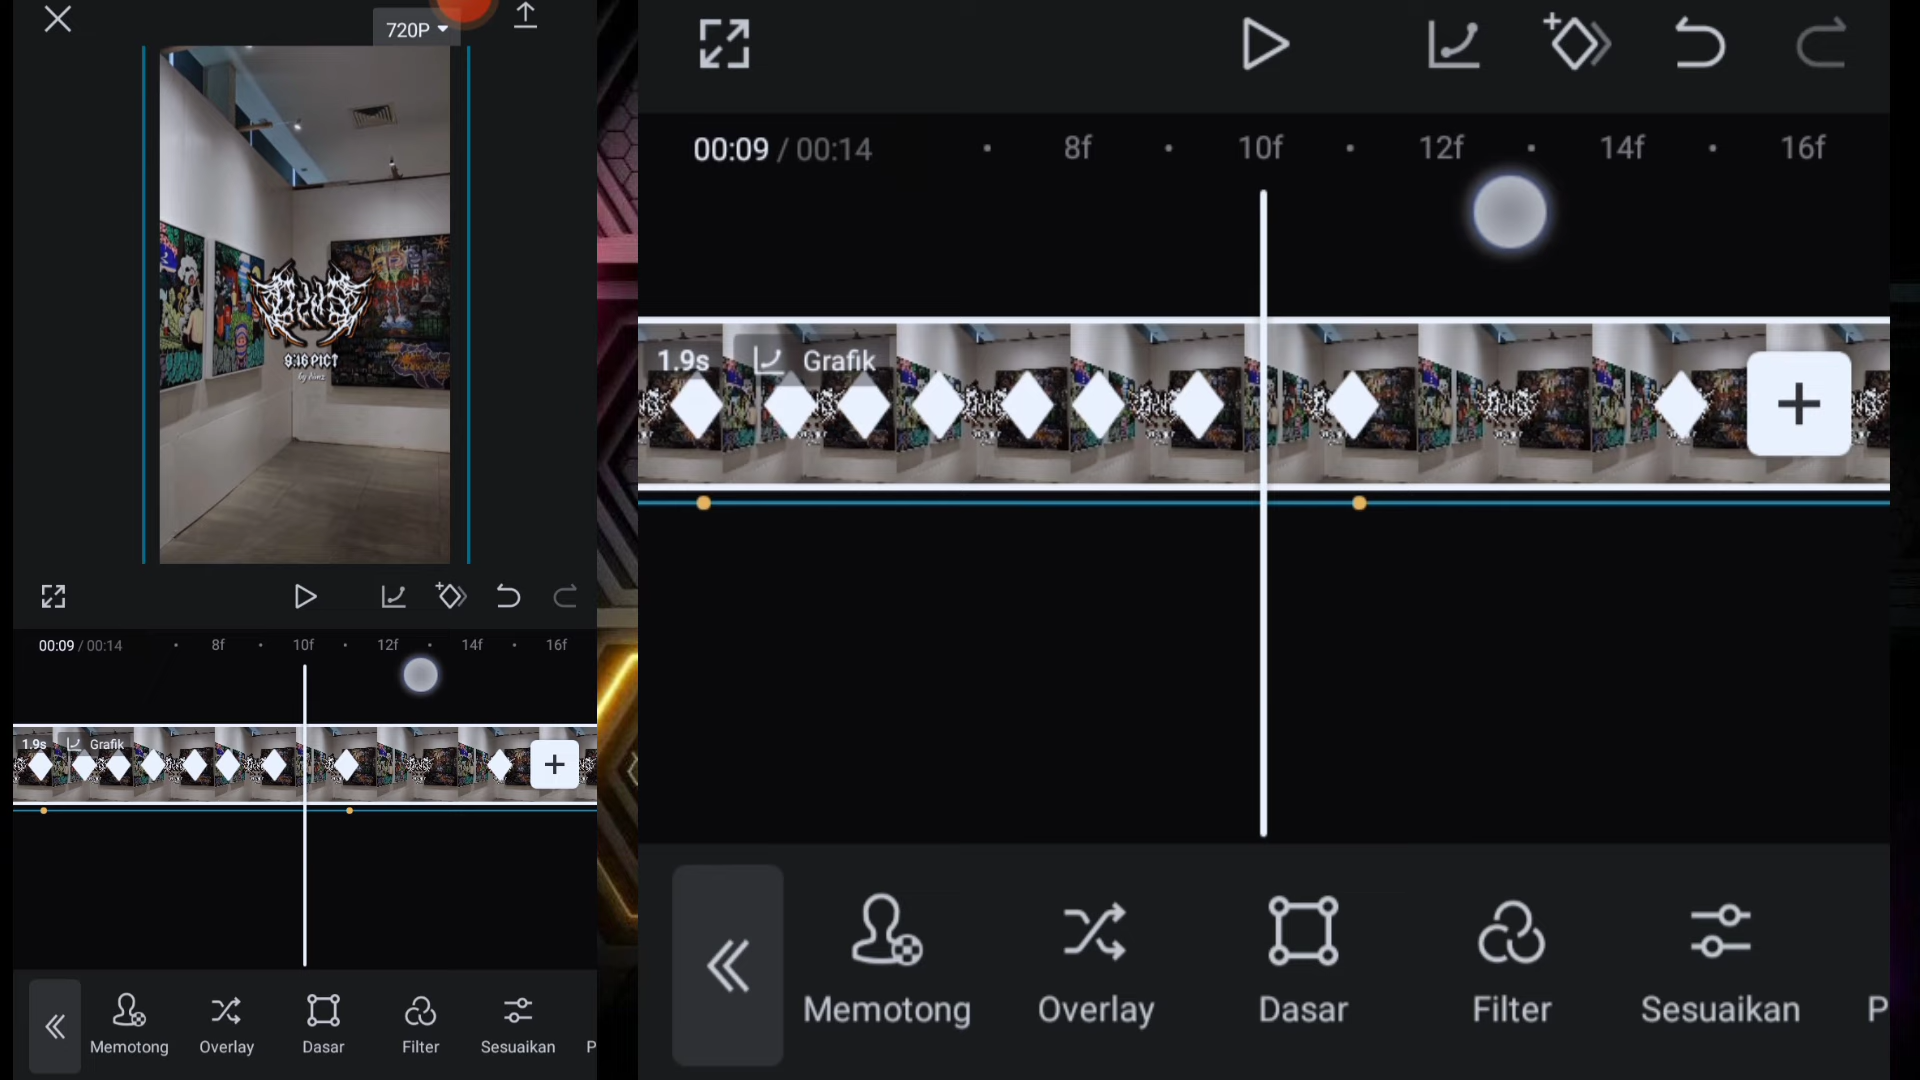 720P
9:16 PICT
00:09 / 00:14
8f
10f
12f
14f
16f
1.9s
Grafik
Memotong
Overlay
Dasar
Filter
Sesuaikan
P
00:09 / 00:14
8f
10f
12f
14f
16f
1.9s
Grafik
Memotong
Overlay
Dasar
Filter
Sesuaikan
P